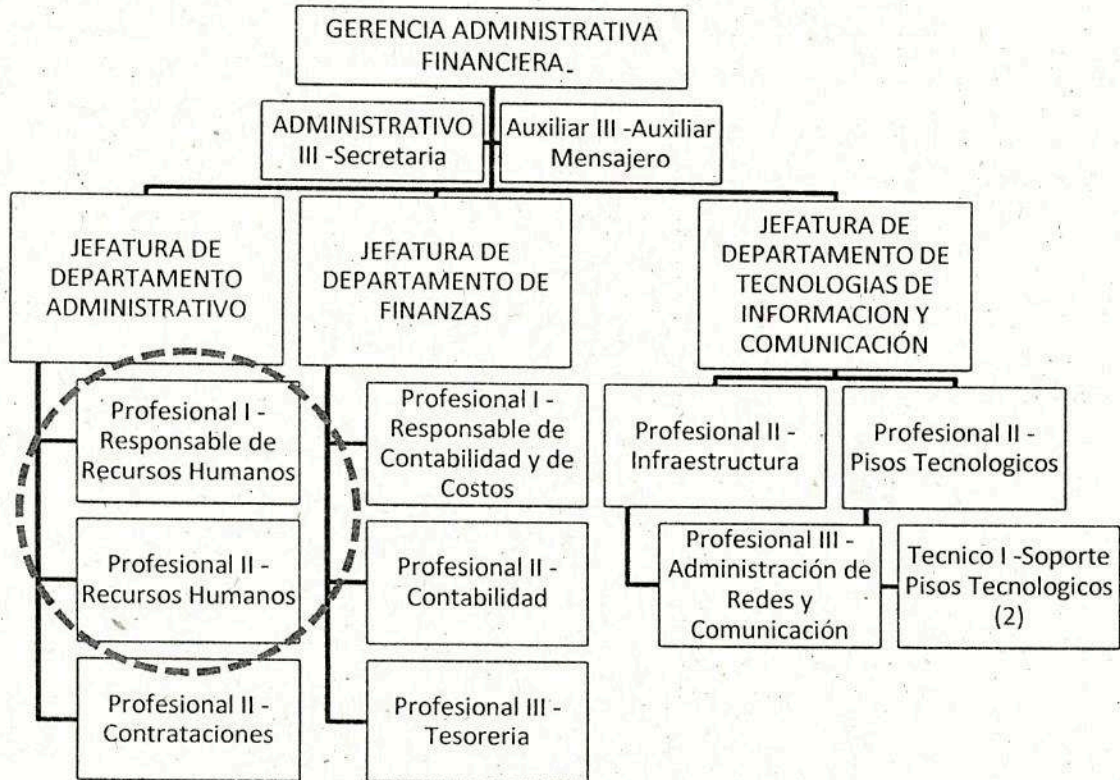 GERENCIA ADMINISTRATIVA
FINANCIERA
ADMINISTRATIVO
III -Secretaria
Auxiliar III -Auxiliar
Mensajero
JEFATURA DE
DEPARTAMENTO
ADMINISTRATIVO
JEFATURA DE
DEPARTAMENTO DE
FINANZAS
JEFATURA DE
DEPARTAMENTO DE
TECNOLOGIAS DE
INFORMACION Y
COMUNICACIÓN
Profesional I -
Responsable de
Recursos Humanos
Profesional II -
Recursos Humanos
Profesional II -
Contrataciones
Profesional I -
Responsable de
Contabilidad y de
Costos
Profesional II -
Contabilidad
Profesional III -
Tesoreria
Profesional II -
Infraestructura
Profesional III -
Administración de
Redes y
Comunicación
Profesional II -
Pisos Tecnologicos
Tecnico I -Soporte
Pisos Tecnologicos
(2)